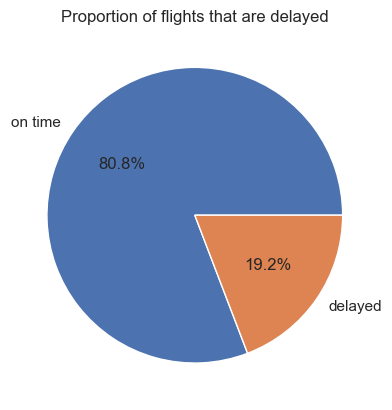 Proportion of flights that are delayed
on time
80.8%
19.2%
delayed